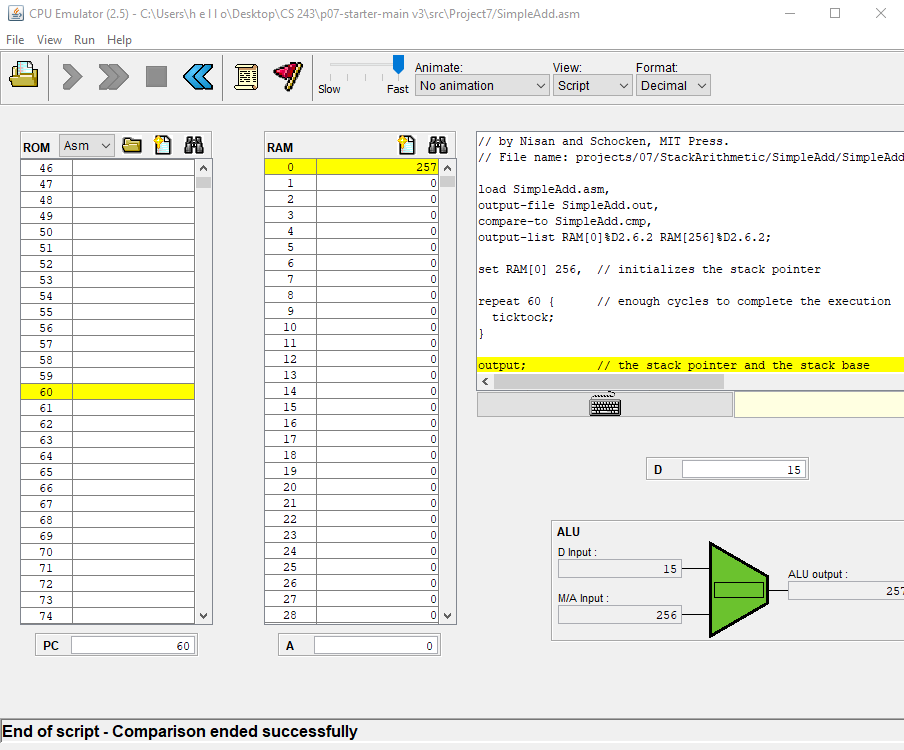 CPU Emulator (2.5) - C:\Users\h e l l o\Desktop\CS 243\p07-starter-main v3\src\Project7/SimpleAdd.asm
File View Run Help
Slow Fast
Animate:
No animation
View:
Script
Format:
Decimal
ROM Asm
46
47
48
49
50
51
52
53
54
55
56
57
58
59
60
61
62
63
64
65
66
67
68
69
70
71
72
73
74
PC 60
RAM
0 257
1 0
2 0
3 0
4 0
5 0
6 0
7 0
8 0
9 0
10 0
11 0
12 0
13 0
14 0
15 0
16 0
17 0
18 0
19 0
20 0
21 0
22 0
23 0
24 0
25 0
26 0
27 0
28 0
A 0
// by Nisan and Schocken, MIT Press.
// File name: projects/07/StackArithmetic/SimpleAdd/SimpleAdd
load SimpleAdd.asm,
output-file SimpleAdd.out,
compare-to SimpleAdd.cmp,
output-list RAM[0]%D2.6.2 RAM[256]%D2.6.2;
set RAM[0] 256, // initializes the stack pointer
repeat 60 { // enough cycles to complete the execution
ticktock;
}
output; // the stack pointer and the stack base
D 15
ALU
D Input :
15
M/A Input :
256
ALU output :
257
End of script - Comparison ended successfully